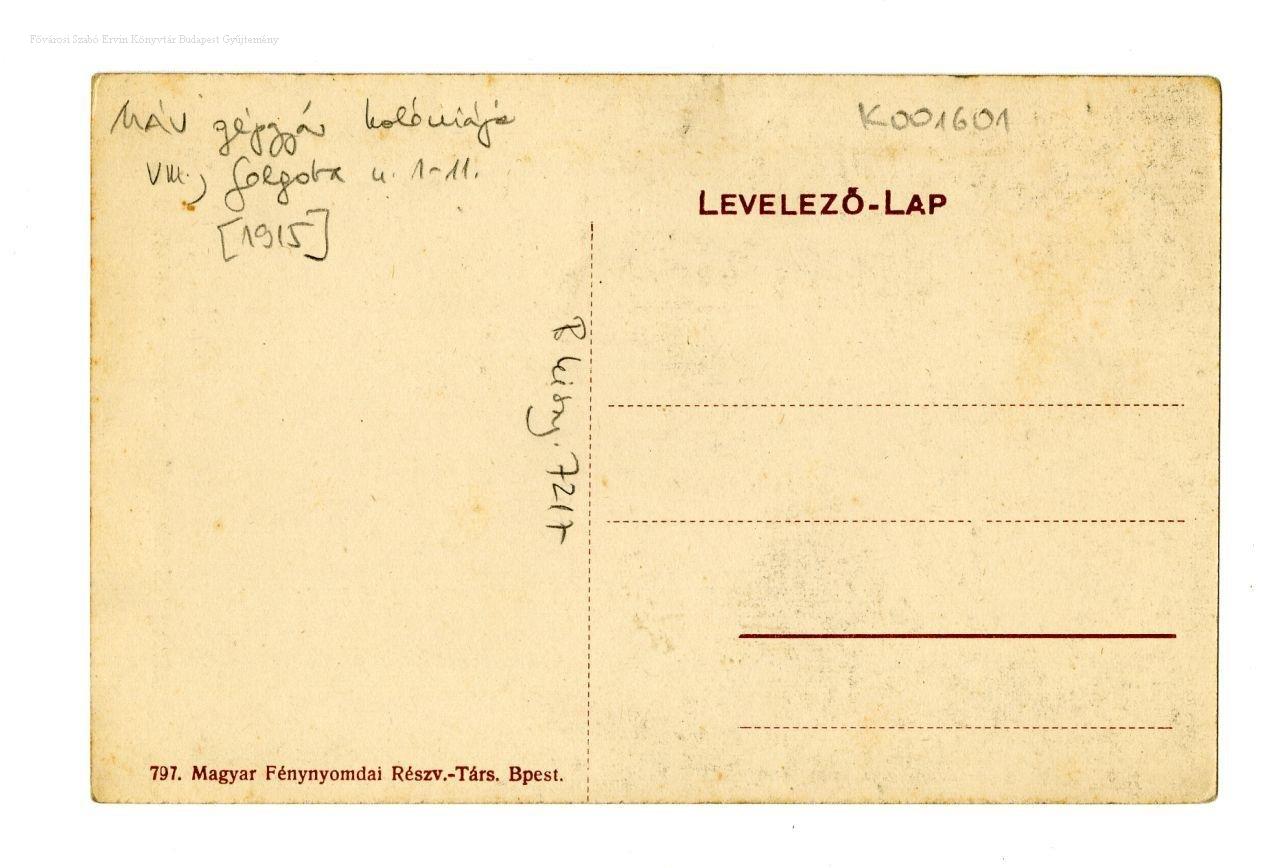 Fővárosi Szabó Ervin Könyvtár Budapest Gyűjtemény
MÁV gépgyár kolóniája
VIII., Golgota u. 1-11.
[1915]
K001601
LEVELEZŐ-LAP
B helysz. 7217
797. Magyar Fénynyomdai Részv.-Társ. Bpest.